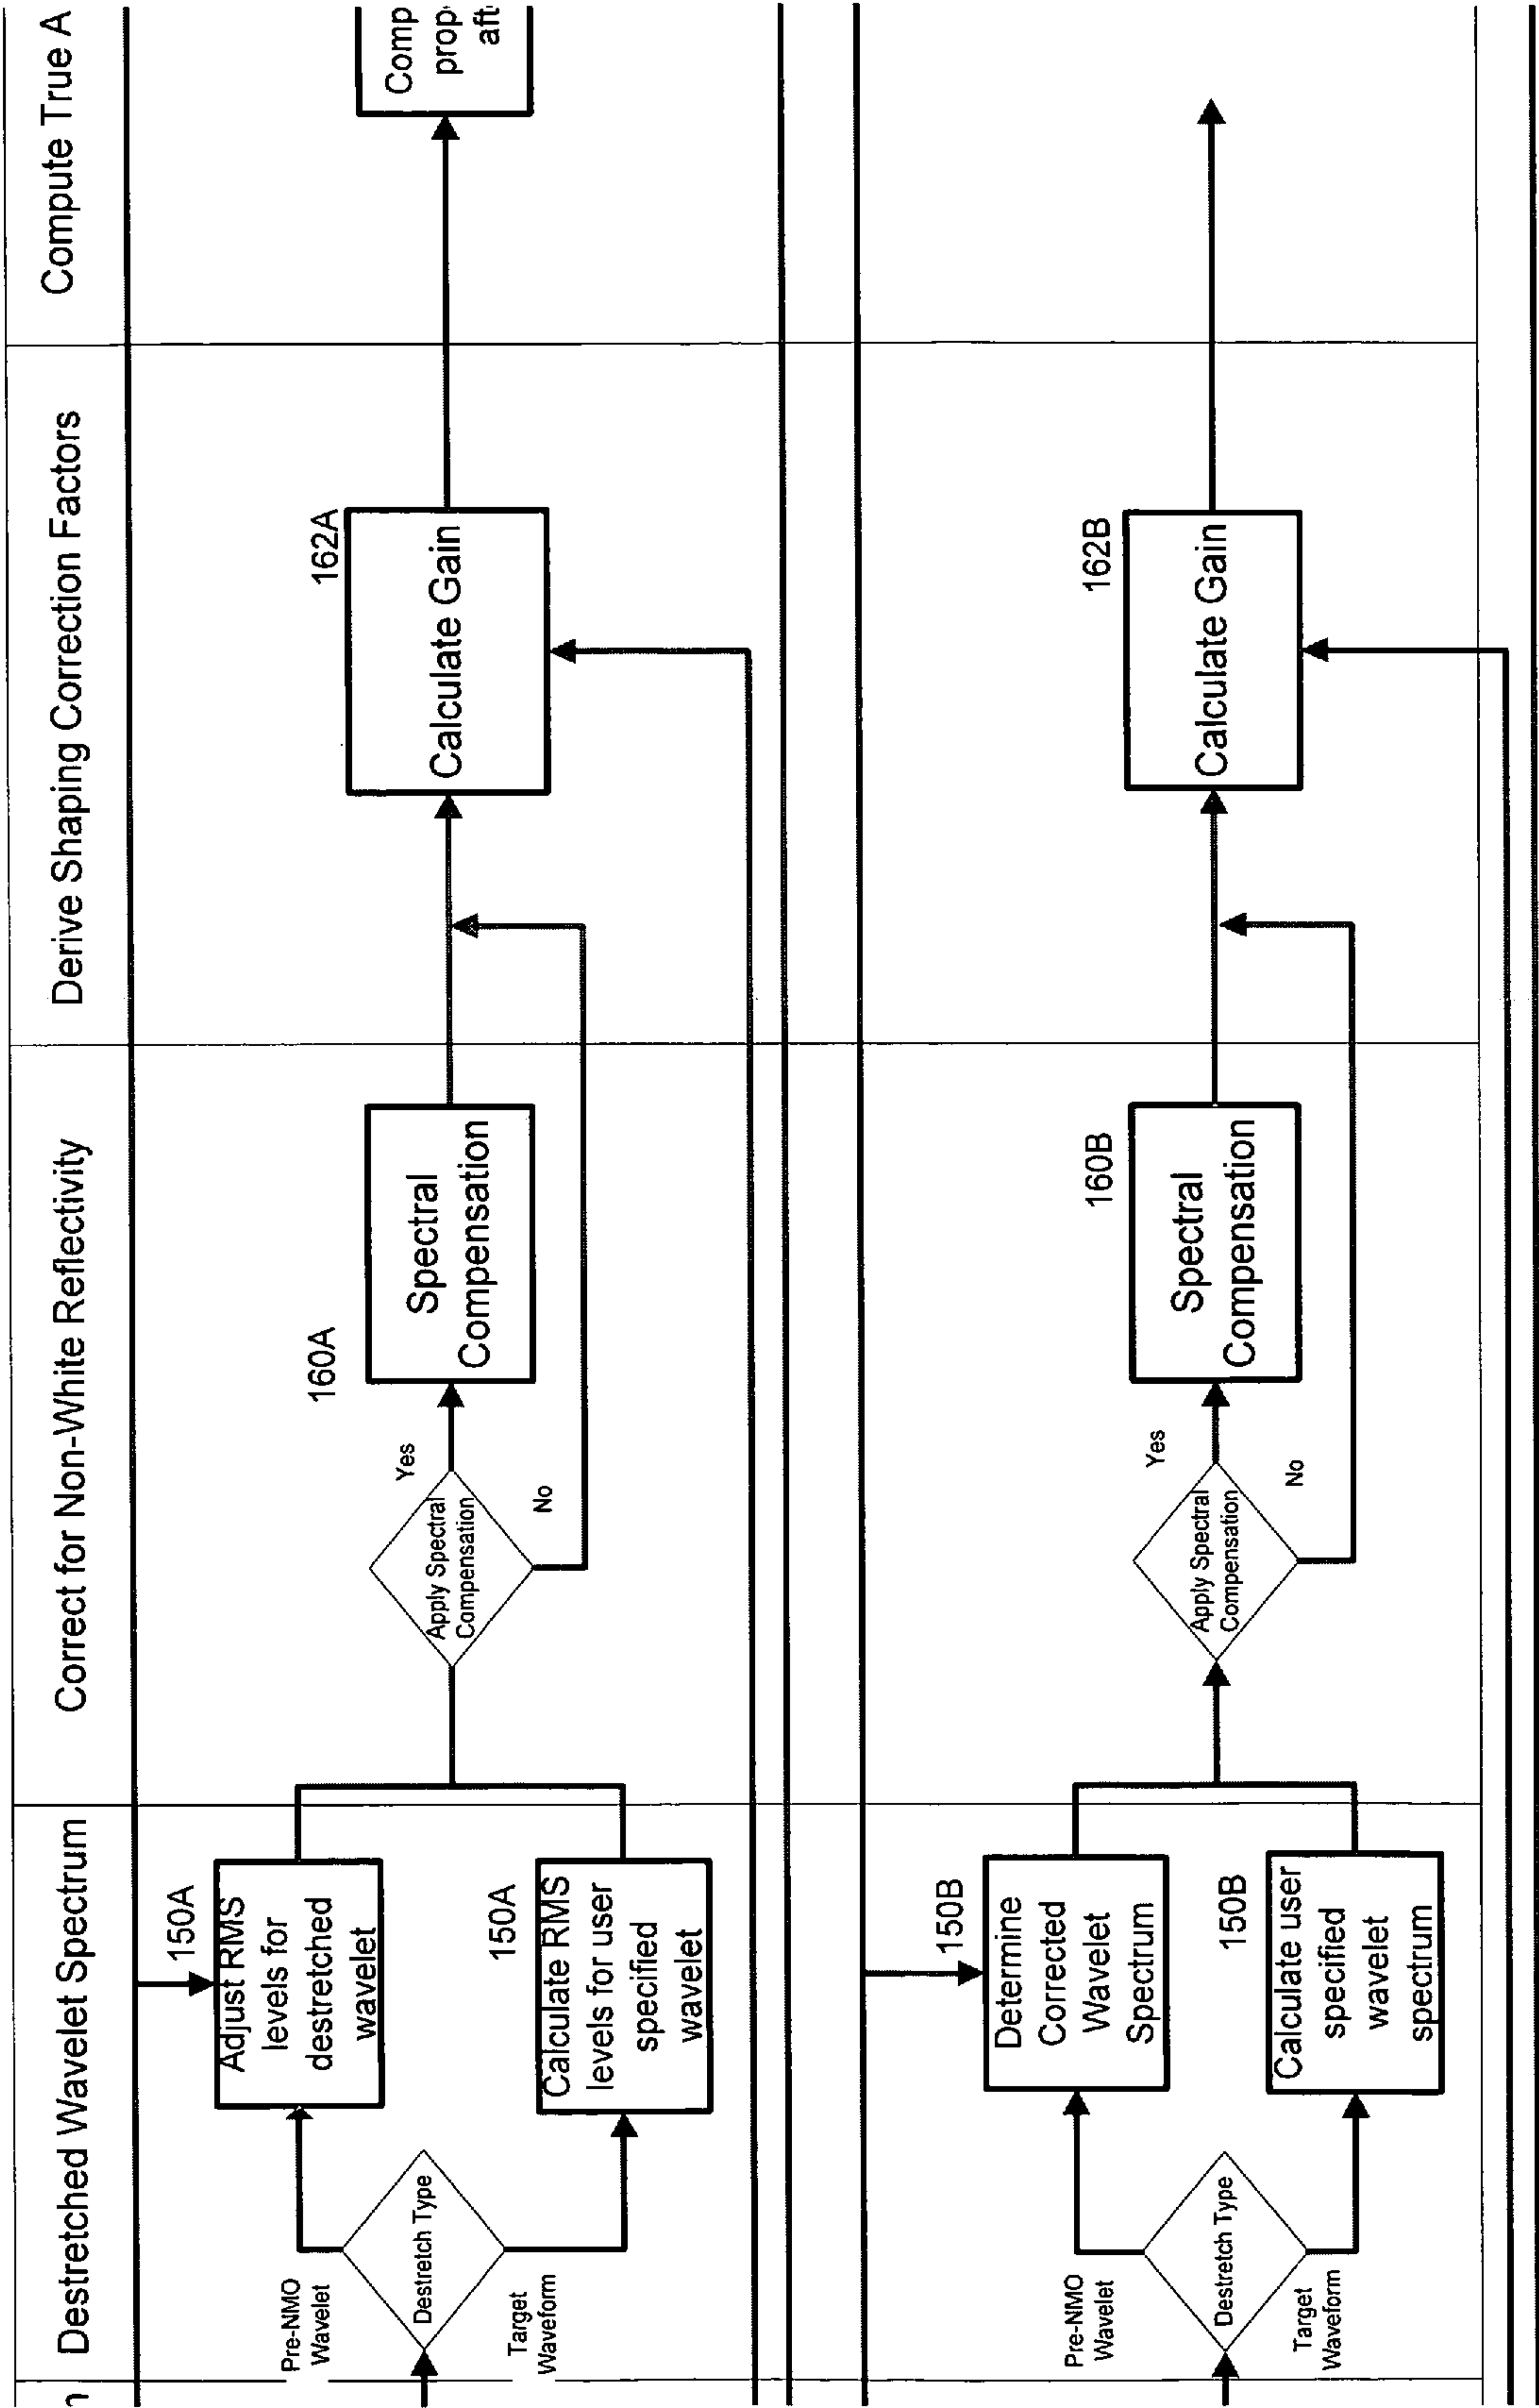 n
Destretched Wavelet Spectrum
Correct for Non-White Reflectivity
Derive Shaping Correction Factors
Compute True A
Pre-NMO
Wavelet
Destretch Type
Target
Waveform
150A
Adjust RMS
levels for
destretched
wavelet
150A
Calculate RMS
levels for user
specified
wavelet
Apply Spectral
Compensation
Yes
No
160A
Spectral
Compensation
162A
Calculate Gain
Comp
prop
aft
Pre-NMO
Wavelet
Destretch Type
Target
Waveform
150B
Determine
Corrected
Wavelet
Spectrum
150B
Calculate user
specified
wavelet
spectrum
Apply Spectral
Compensation
Yes
No
160B
Spectral
Compensation
162B
Calculate Gain